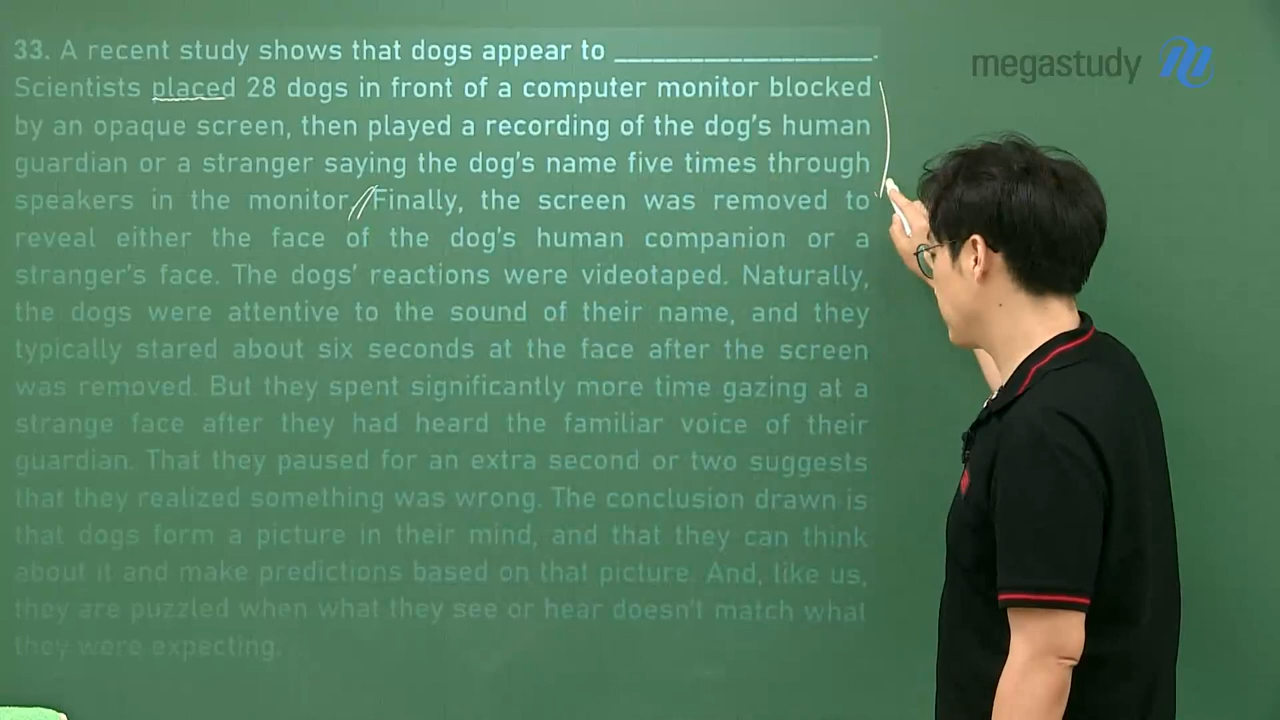 33. A recent study shows that dogs appear to ____________________.
Scientists placed 28 dogs in front of a computer monitor blocked
by an opaque screen, then played a recording of the dog's human
guardian or a stranger saying the dog's name five times through
speakers in the monitor. Finally, the screen was removed to
reveal either the face of the dog's human companion or a
stranger's face. The dogs' reactions were videotaped. Naturally,
the dogs were attentive to the sound of their name, and they
typically stared about six seconds at the face after the screen
was removed. But they spent significantly more time gazing at a
strange face after they had heard the familiar voice of their
guardian. That they paused for an extra second or two suggests
that they realized something was wrong. The conclusion drawn is
that dogs form a picture in their mind, and that they can think
about it and make predictions based on that picture. And, like us,
they are puzzled when what they see or hear doesn't match what
they were expecting.
megastudy